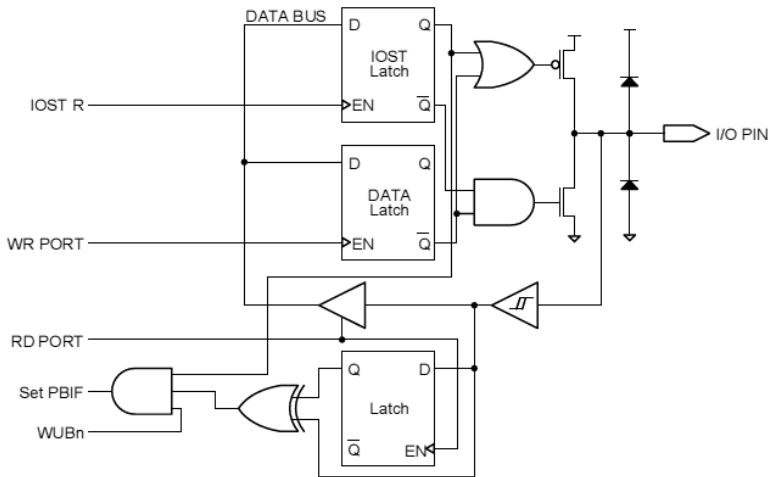 DATA BUS
D
Q
IOST
Latch
IOST R
EN
Q
I/O PIN
D
Q
DATA
Latch
WR PORT
EN
Q
RD PORT
Q
D
Set PBIF
Latch
WUBn
Q
EN